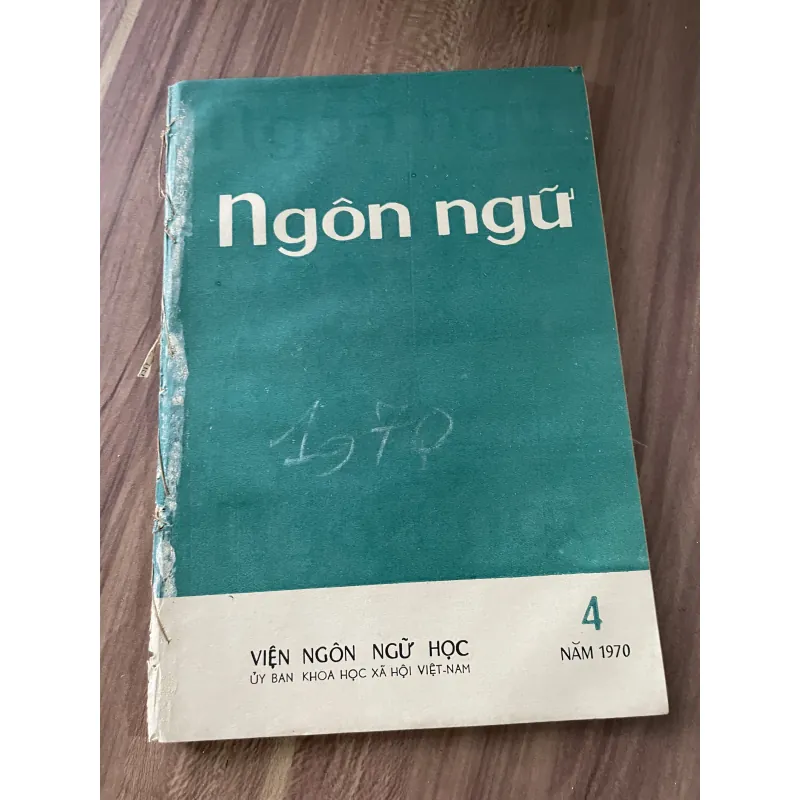 Ngôn ngữ
1970
4
VIỆN NGÔN NGỮ HỌC
NĂM 1970
ỦY BAN KHOA HỌC XÃ HỘI VIỆT-NAM